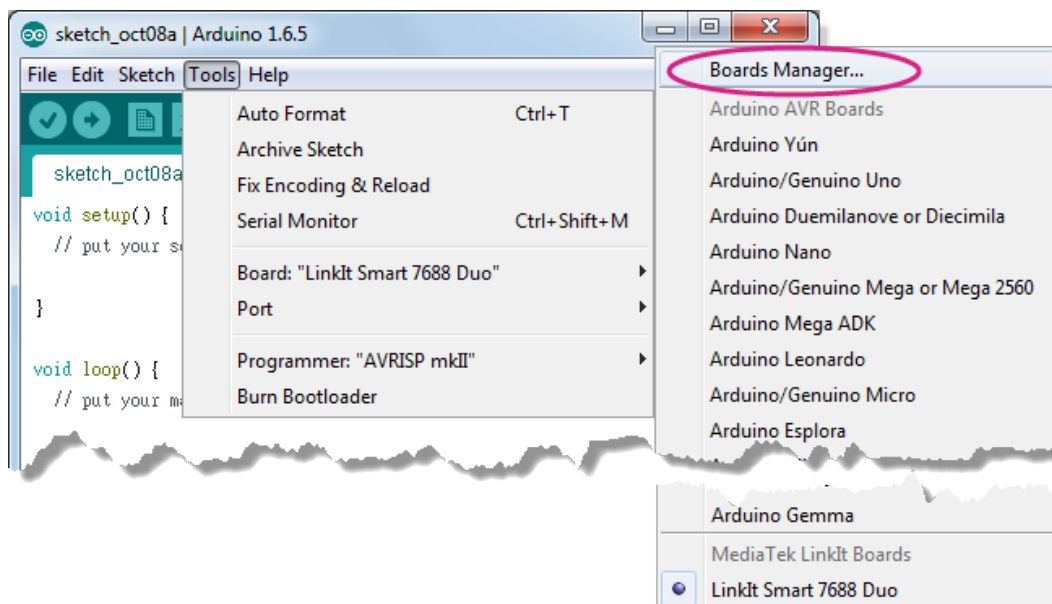 sketch_oct08a | Arduino 1.6.5
File Edit Sketch Tools Help
sketch_oct08a
void setup() {
// put your s
}
void loop() {
// put your m
Auto Format Ctrl+T
Archive Sketch
Fix Encoding & Reload
Serial Monitor Ctrl+Shift+M
Board: "LinkIt Smart 7688 Duo"
Port
Programmer: "AVRISP mkII"
Burn Bootloader
Boards Manager...
Arduino AVR Boards
Arduino Yún
Arduino/Genuino Uno
Arduino Duemilanove or Diecimila
Arduino Nano
Arduino/Genuino Mega or Mega 2560
Arduino Mega ADK
Arduino Leonardo
Arduino/Genuino Micro
Arduino Esplora
Arduino Gemma
MediaTek LinkIt Boards
LinkIt Smart 7688 Duo